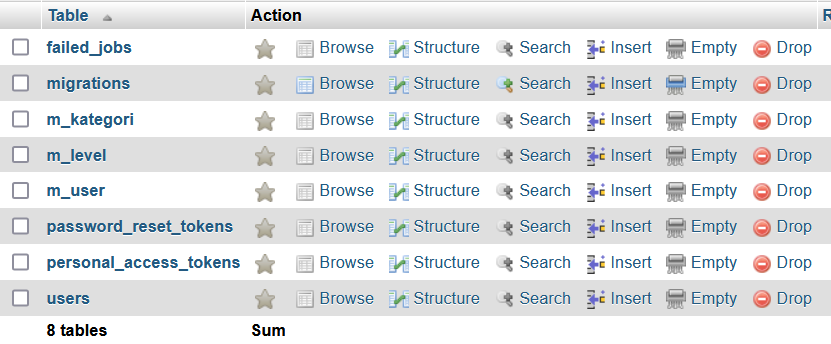 Table Action R
failed_jobs Browse Structure Search Insert Empty Drop
migrations Browse Structure Search Insert Empty Drop
m_kategori Browse Structure Search Insert Empty Drop
m_level Browse Structure Search Insert Empty Drop
m_user Browse Structure Search Insert Empty Drop
password_reset_tokens Browse Structure Search Insert Empty Drop
personal_access_tokens Browse Structure Search Insert Empty Drop
users Browse Structure Search Insert Empty Drop
8 tables Sum